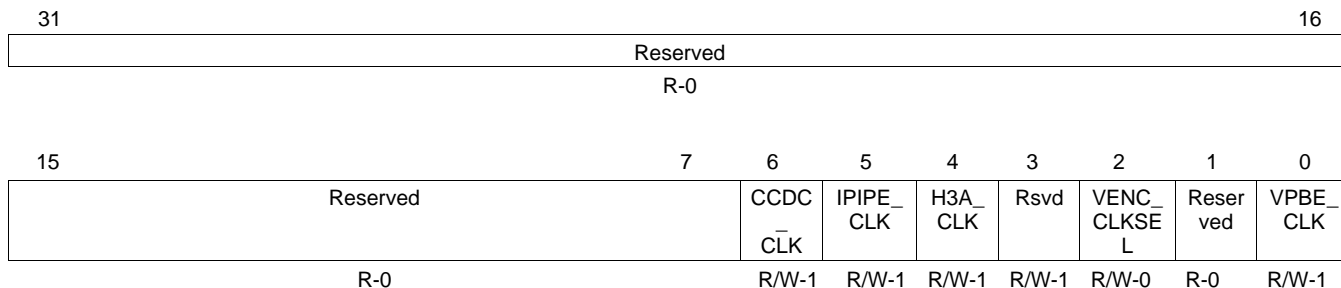 31 16
Reserved
R-0
15 7 6 5 4 3 2 1 0
Reserved CCDC IPIPE_ H3A_ Rsvd VENC_ Reser VPBE_
_ CLK CLK CLKSE ved CLK
CLK L
R-0 R/W-1 R/W-1 R/W-1 R/W-1 R/W-0 R-0 R/W-1